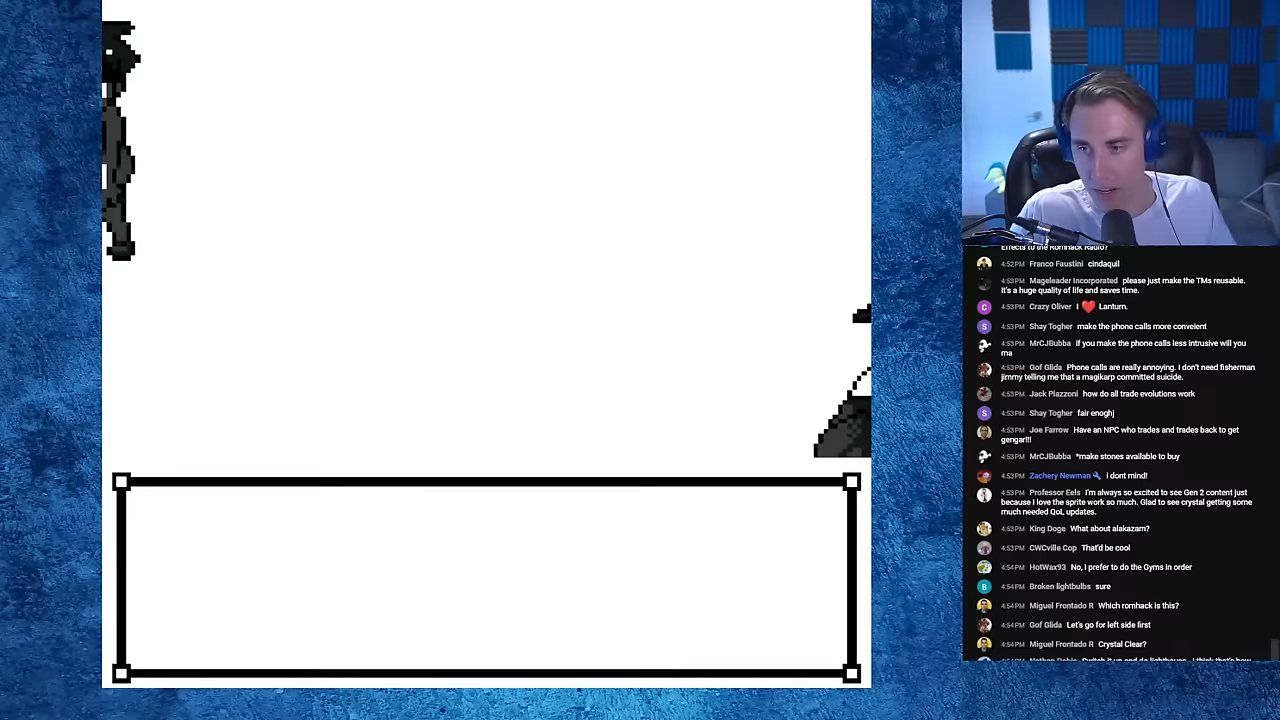 Effects to the Romhack Radio?
4:52PM Franco Faustini cindaquil
4:53PM Mageleader Incorporated please just make the TMs reusable.
It's a huge quality of life and saves time.
C 4:53PM Crazy Oliver I ❤️ Lanturn.
S 4:53PM Shay Togher make the phone calls more conveient
4:53PM MrCJBubba if you make the phone calls less intrusive will you
ma
4:53PM Gof Glida Phone calls are really annoying. I don't need fisherman
jimmy telling me that a magikarp committed suicide.
4:53PM Jack Piazzoni how do all trade evolutions work
S 4:53PM Shay Togher fair enoghj
4:53PM Joe Farrow Have an NPC who trades and trades back to get
gengar!!!
4:53PM MrCJBubba *make stones available to buy
4:53PM Zachery Newman i dont mind!
4:53PM Professor Eels I'm always so excited to see Gen 2 content just
because I love the sprite work so much. Glad to see crystal getting some
much needed QoL updates.
4:53PM King Doge What about alakazam?
4:53PM CWCville Cop That'd be cool
4:54PM HotWax93 No, I prefer to do the Gyms in order
B 4:54PM Broken lightbulbs sure
4:54PM Miguel Frontado R Which romhack is this?
4:54PM Gof Glida Let's go for left side first
4:54PM Miguel Frontado R Crystal Clear?